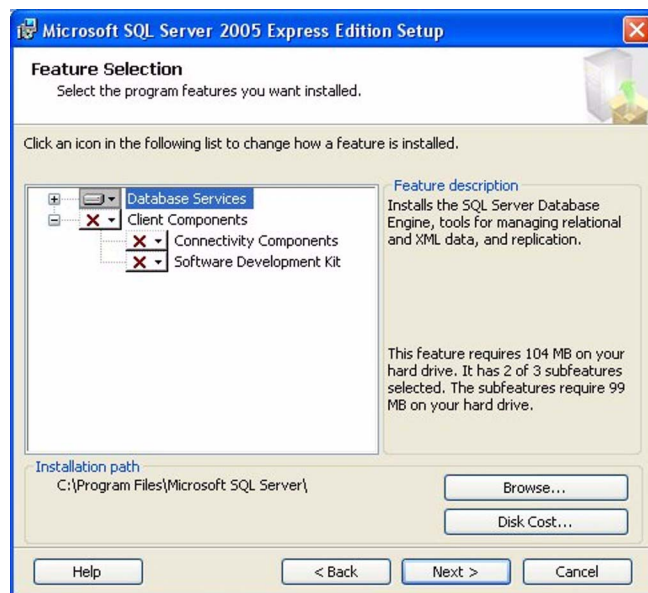 Microsoft SQL Server 2005 Express Edition Setup
Feature Selection
Select the program features you want installed.
Click an icon in the following list to change how a feature is installed.
Database Services
Client Components
Connectivity Components
Software Development Kit
Feature description
Installs the SQL Server Database
Engine, tools for managing relational
and XML data, and replication.
This feature requires 104 MB on your
hard drive. It has 2 of 3 subfeatures
selected. The subfeatures require 99
MB on your hard drive.
Installation path
C:\Program Files\Microsoft SQL Server\
Browse...
Disk Cost...
Help
< Back
Next >
Cancel